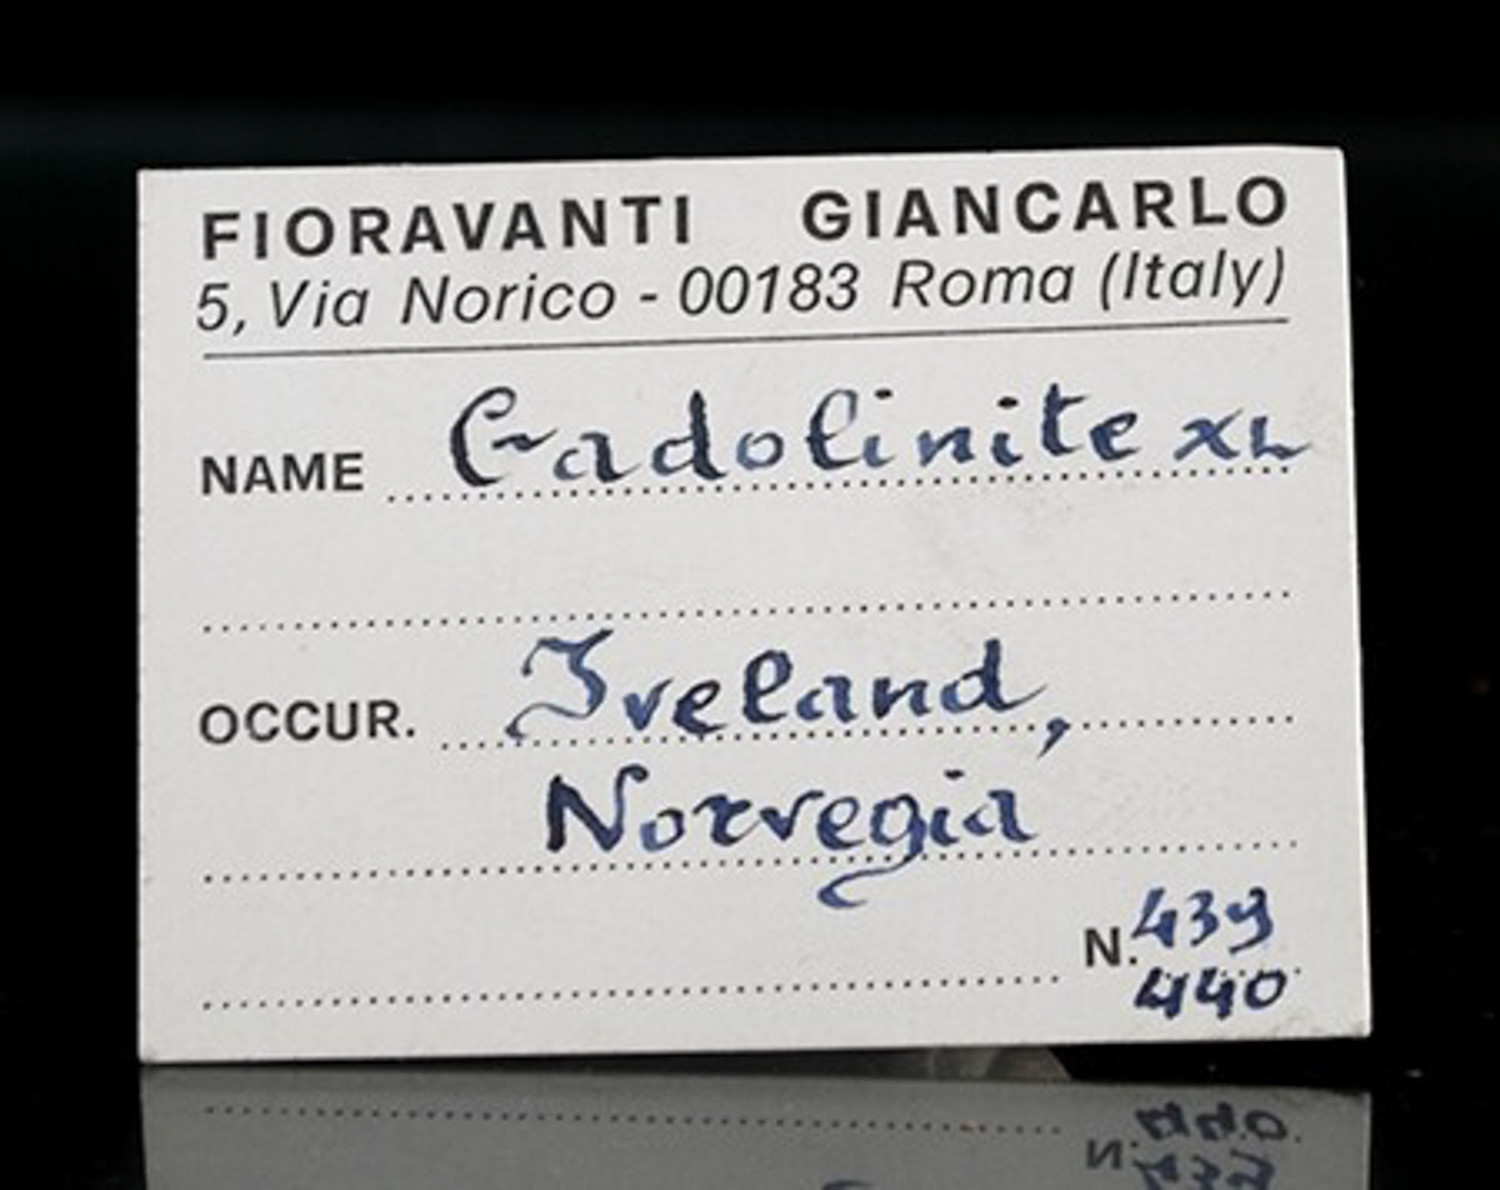 FIORAVANTI GIANCARLO
5, Via Norico - 00183 Roma (Italy)
NAME Gadolinite XL
OCCUR. Iveland,
Norvegia
N. 439
440